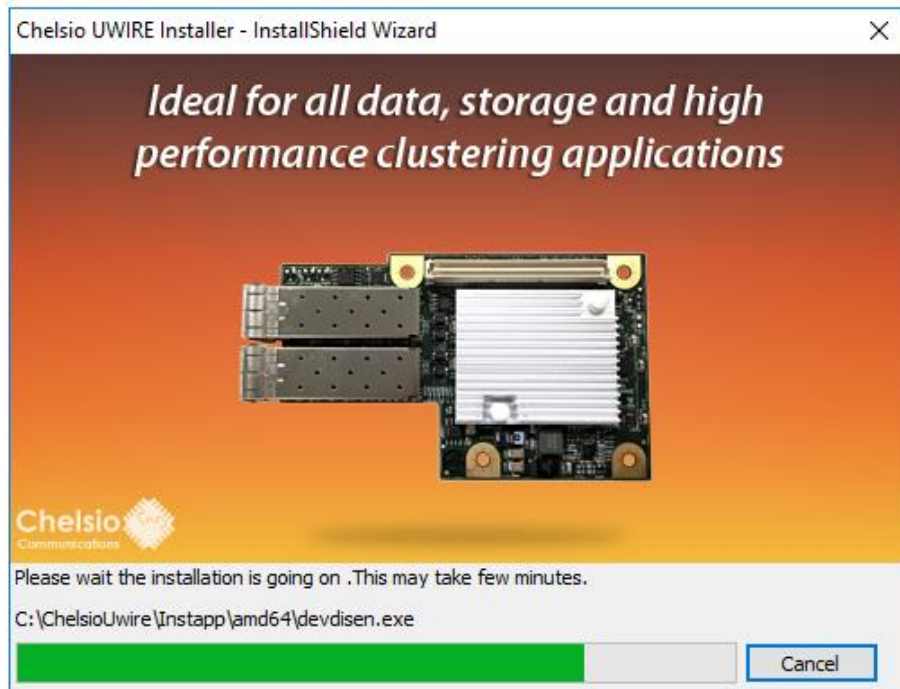 Chelsio UWIRE Installer - InstallShield Wizard
Ideal for all data, storage and high
performance clustering applications
Chelsio
Communications
Please wait the installation is going on .This may take few minutes.
C:\ChelsioUwire\Instapp\amd64\devdisen.exe
Cancel